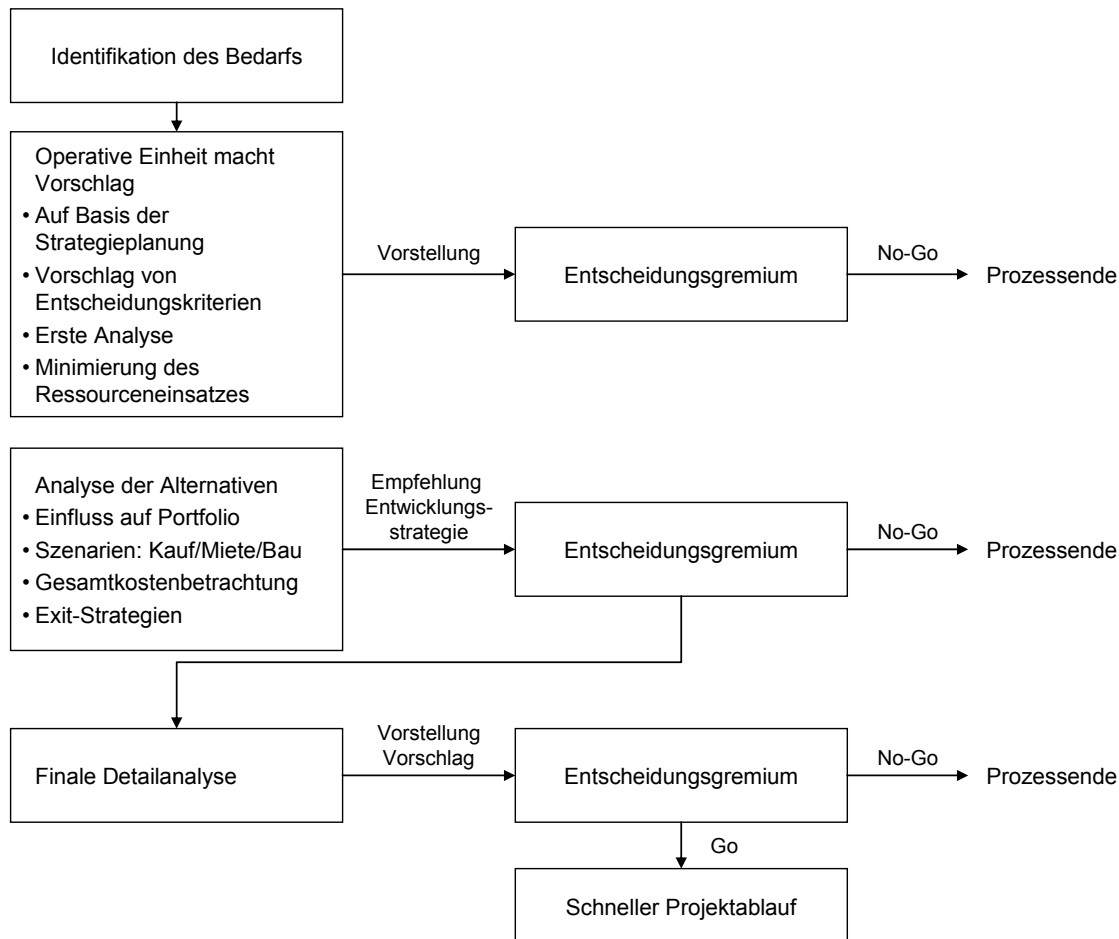 Identifikation des Bedarfs
Operative Einheit macht
Vorschlag
• Auf Basis der
Strategieplanung
• Vorschlag von
Entscheidungskriterien
• Erste Analyse
• Minimierung des
Ressourceneinsatzes
Vorstellung
Entscheidungsgremium
No-Go
Prozessende
Analyse der Alternativen
• Einfluss auf Portfolio
• Szenarien: Kauf/Miete/Bau
• Gesamtkostenbetrachtung
• Exit-Strategien
Empfehlung
Entwicklungs-
strategie
Entscheidungsgremium
No-Go
Prozessende
Finale Detailanalyse
Vorstellung
Vorschlag
Entscheidungsgremium
No-Go
Prozessende
Go
Schneller Projektablauf